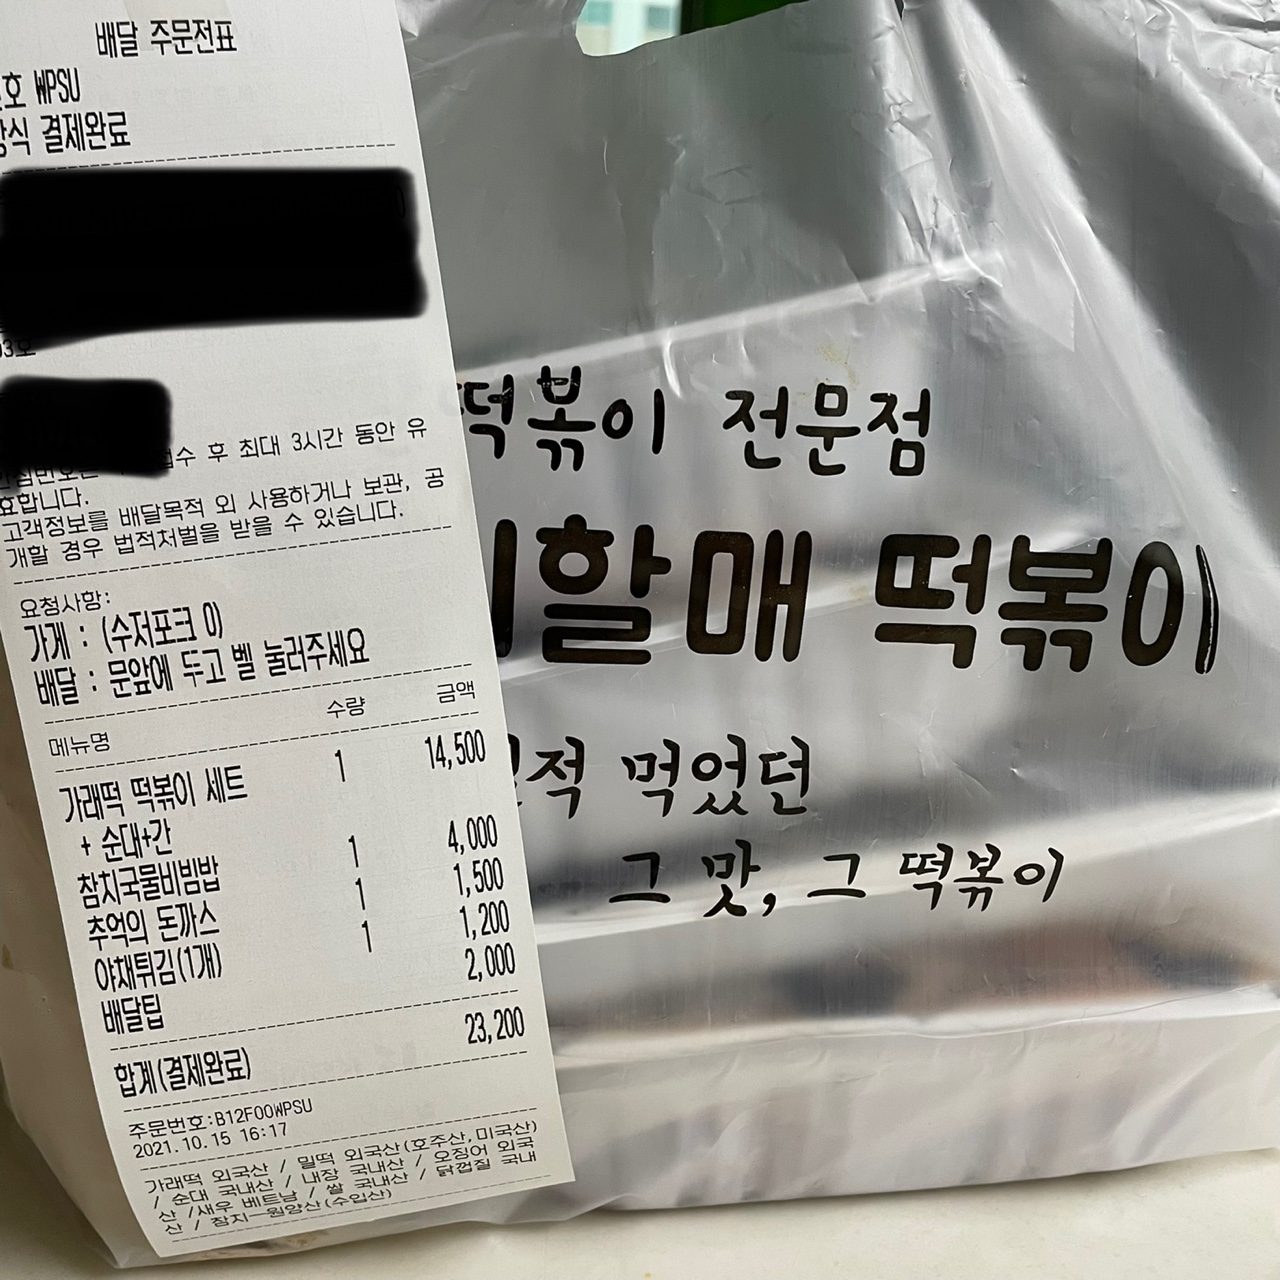 배달 주문전표
호 WPSU
방식 결제완료
03호
접수 후 최대 3시간 동안 유
효합니다.
고객정보를 배달목적 외 사용하거나 보관, 공
개할 경우 법적처벌을 받을 수 있습니다.
요청사항:
가게 : (수저포크 O)
배달 : 문앞에 두고 벨 눌러주세요
메뉴명 수량 금액
가래떡 떡볶이 세트 1 14,500
+ 순대+간
참치국물비빔밥 1 4,000
추억의 돈까스 1 1,500
야채튀김(1개) 1 1,200
배달팁 2,000
합계(결제완료) 23,200
주문번호:B12F00WPSU
2021.10.15 16:17
가래떡 외국산 / 밀떡 외국산(호주산,미국산)
/ 순대 국내산 / 내장 국내산 / 오징어 외국
산 /새우 베트남 / 쌀 국내산 / 닭껍질 국내
산 / 참치-원양산(수입산)
떡볶이 전문점
할매 떡볶이
적 먹었던
그 맛, 그 떡볶이